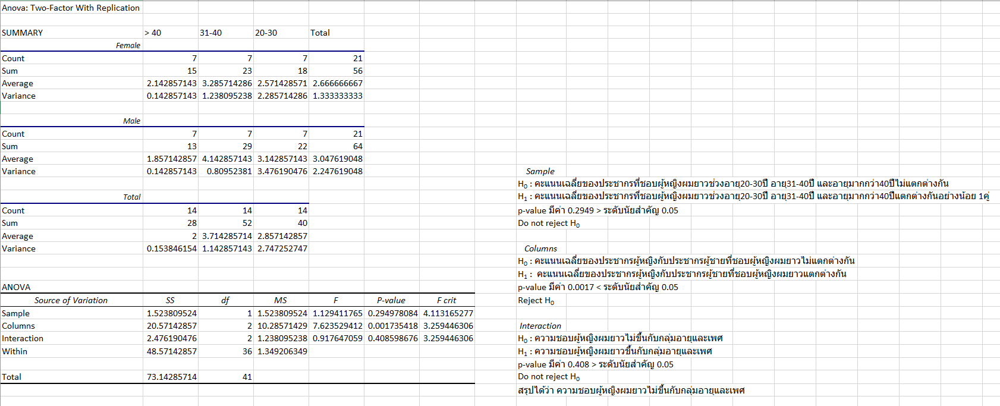 Anova: Two-Factor With Replication
SUMMARY > 40 31-40 20-30 Total
Female
Count 7 7 7 21
Sum 15 23 18 56
Average 2.142857143 3.285714286 2.571428571 2.666666667
Variance 0.142857143 1.238095238 2.285714286 1.333333333
Male
Count 7 7 7 21
Sum 13 29 22 64
Average 1.857142857 4.142857143 3.142857143 3.047619048
Variance 0.142857143 0.80952381 3.476190476 2.247619048
Total
Count 14 14 14
Sum 28 52 40
Average 2 3.714285714 2.857142857
Variance 0.153846154 1.142857143 2.747252747
ANOVA
Source of Variation SS df MS F P-value F crit
Sample 1.523809524 1 1.523809524 1.129411765 0.294978084 4.113165277
Columns 20.57142857 2 10.28571429 7.623529412 0.001735418 3.259446306
Interaction 2.476190476 2 1.238095238 0.917647059 0.408598676 3.259446306
Within 48.57142857 36 1.349206349
Total 73.14285714 41
Sample
H₀ : คะแนนเฉลี่ยของประชากรที่ชอบผู้หญิงผมยาวช่วงอายุ20-30ปี อายุ31-40ปี และอายุมากกว่า40ปีไม่แตกต่างกัน
H₁ : คะแนนเฉลี่ยของประชากรที่ชอบผู้หญิงผมยาวช่วงอายุ20-30ปี อายุ31-40ปี และอายุมากกว่า40ปีแตกต่างกันอย่างน้อย 1คู่
p-value มีค่า 0.2949 > ระดับนัยสำคัญ 0.05
Do not reject H₀
Columns
H₀ : คะแนนเฉลี่ยของประชากรผู้หญิงกับประชากรผู้ชายที่ชอบผู้หญิงผมยาวไม่แตกต่างกัน
H₁ : คะแนนเฉลี่ยของประชากรผู้หญิงกับประชากรผู้ชายที่ชอบผู้หญิงผมยาวแตกต่างกัน
p-value มีค่า 0.0017 < ระดับนัยสำคัญ 0.05
Reject H₀
Interaction
H₀ : ความชอบผู้หญิงผมยาวไม่ขึ้นกับกลุ่มอายุและเพศ
H₁ : ความชอบผู้หญิงผมยาวขึ้นกับกลุ่มอายุและเพศ
p-value มีค่า 0.408 > ระดับนัยสำคัญ 0.05
Do not reject H₀
สรุปได้ว่า ความชอบผู้หญิงผมยาวไม่ขึ้นกับกลุ่มอายุและเพศ